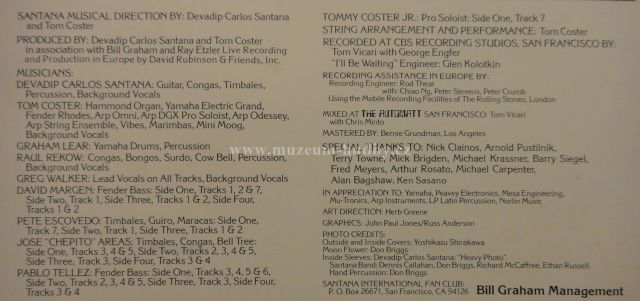 SANTANA MUSICAL DIRECTION BY: Devadip Carlos Santana
and Tom Coster
PRODUCED BY: Devadip Carlos Santana and Tom Coster
in association with Bill Graham and Ray Etzler Live Recording
and Production in Europe by David Rubinson & Friends, Inc.
MUSICIANS:
DEVADIP CARLOS SANTANA: Guitar, Congas, Timbales,
Percussion, Background Vocals
TOM COSTER: Hammond Organ, Yamaha Electric Grand,
Fender Rhodes, Arp Omni, Arp DGX Pro Soloist, Arp Odessey,
Arp String Ensemble, Vibes, Marimbas, Mini Moog,
Background Vocals
GRAHAM LEAR: Yamaha Drums, Percussion
RAUL REKOW: Congas, Bongos, Surdo, Cow Bell, Percussion,
Background Vocals
GREG WALKER: Lead Vocals on All Tracks, Background Vocals
DAVID MARGEN: Fender Bass: Side One, Tracks 1, 2 & 7,
Side Two, Track 1, Side Three, Tracks 1 & 2, Side Four,
Tracks 1 & 2
PETE ESCOVEDO: Timbales, Guiro, Maracas: Side One,
Track 7, Side Two, Track 1, Side Three, Tracks 1 & 2
JOSE "CHEPITO" AREAS: Timbales, Congas, Bell Tree:
Side One, Tracks 3, 4 & 5, Side Two, Tracks 2, 3, 4 & 5,
Side Three, Track 3, Side Four, Tracks 3 & 4
PABLO TELLEZ: Fender Bass: Side One, Tracks 3, 4, 5 & 6,
Side Two, Tracks 2, 3, 4 & 5, Side Three, Track 3, Side Four,
Tracks 3 & 4
TOMMY COSTER JR.: Pro Soloist: Side One, Track 7
STRING ARRANGEMENT AND PERFORMANCE: Tom Coster
RECORDED AT CBS RECORDING STUDIOS, SAN FRANCISCO BY:
Tom Vicari with George Engfer
"I'll Be Waiting" Engineer: Glen Kolotkin
RECORDING ASSISTANCE IN EUROPE BY:
Recording Engineer: Rod Thear
with: Chiao Ng, Peter Stevens, Peter Crumb
Using the Mobile Recording Facilities of The Rolling Stones, London
MIXED AT THE AUTOMATT SAN FRANCISCO: Tom Vicari
with Chris Minto
MASTERED BY: Bernie Grundman, Los Angeles
SPECIAL THANKS TO: Nick Clainos, Arnold Pustilnik,
Terry Towne, Mick Brigden, Michael Krassner, Barry Siegel,
Fred Meyers, Arthur Rosato, Michael Carpenter,
Alan Bagshaw, Ken Sasano
IN APPRECIATION TO: Yamaha, Peavey Electronics, Mesa Engineering,
Mu-Tronics, Arp Instruments, LP Latin Percussion, Norlin Music
ART DIRECTION: Herb Greene
GRAPHICS: John Paul Jones/Russ Anderson
PHOTO CREDITS:
Outside and Inside Covers: Yoshikazu Shirakawa
Moon Flower: Don Briggs
Inside Sleeves: Devadip Carlos Santana: "Heavy Photo"
Santana Band: Dennis Callahan, Don Briggs, Richard McCaffree, Ethan Russell.
Hand Percussion: Don Briggs
SANTANA INTERNATIONAL FAN CLUB:
P. O. Box 26671, San Francisco, CA 94126
Bill Graham Management